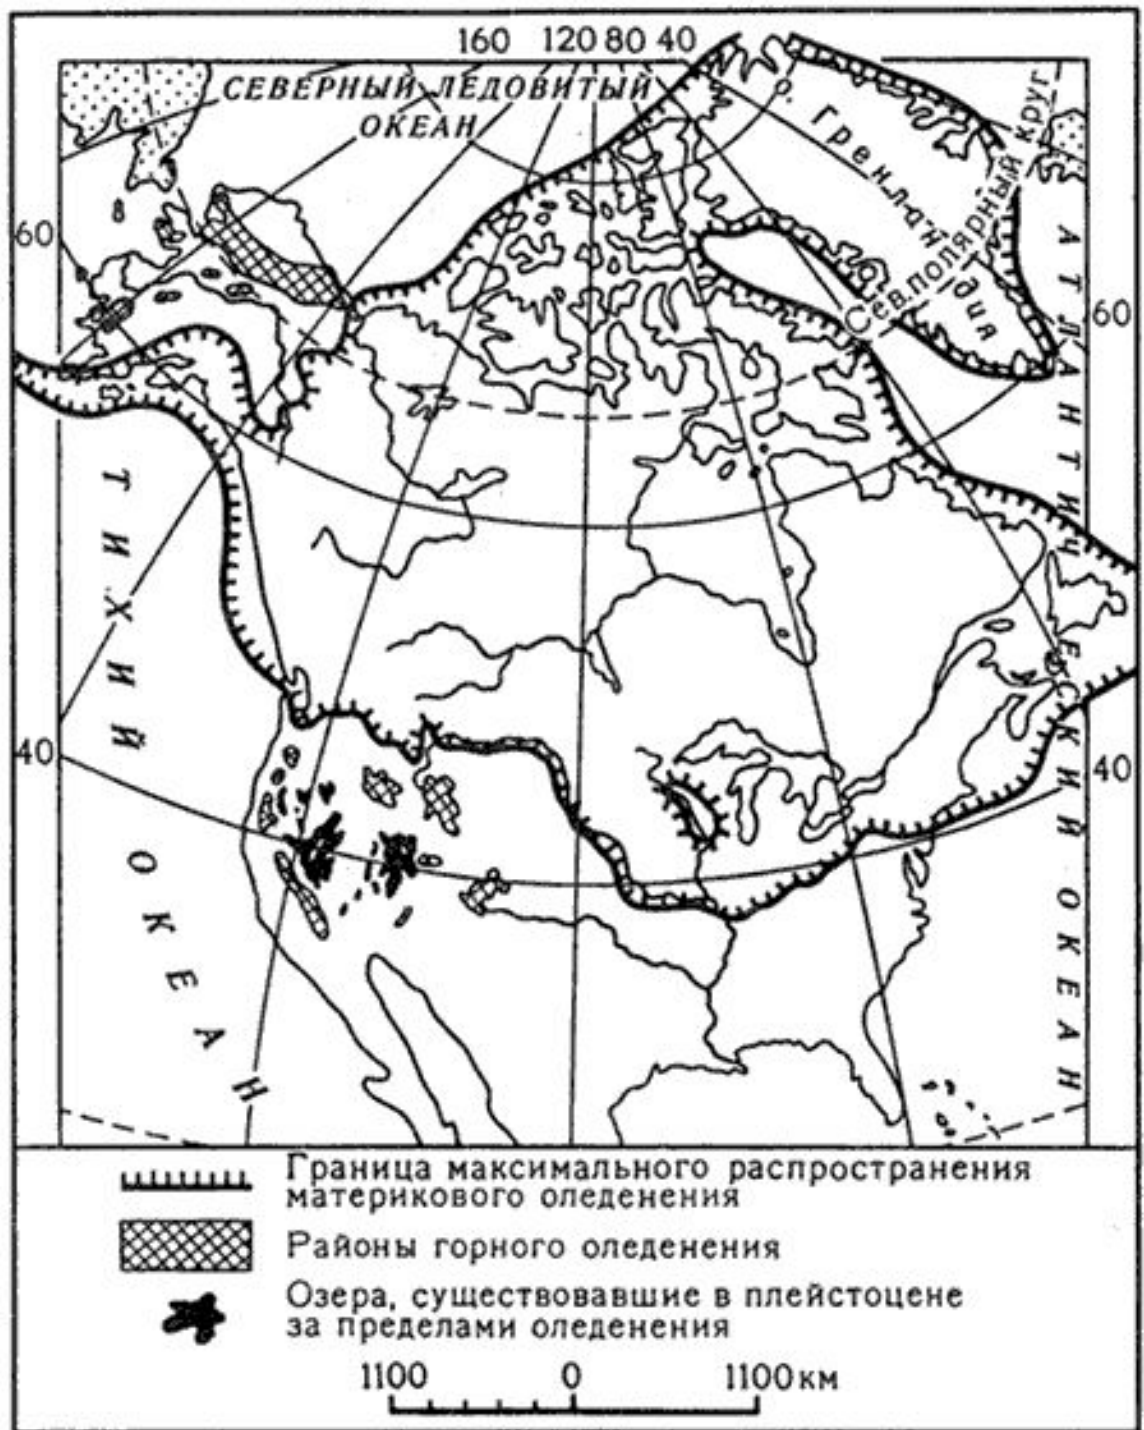 160 120 80 40
СЕВЕРНЫЙ ЛЕДОВИТЫЙ
ОКЕАН
о. Гренландия
Сев.полярный круг
60
60
40
40
ТИХИЙ ОКЕАН
АТЛАНТИЧЕСКИЙ ОКЕАН
Граница максимального распространения
материкового оледенения
Районы горного оледенения
Озера, существовавшие в плейстоцене
за пределами оледенения
1100 0 1100 км